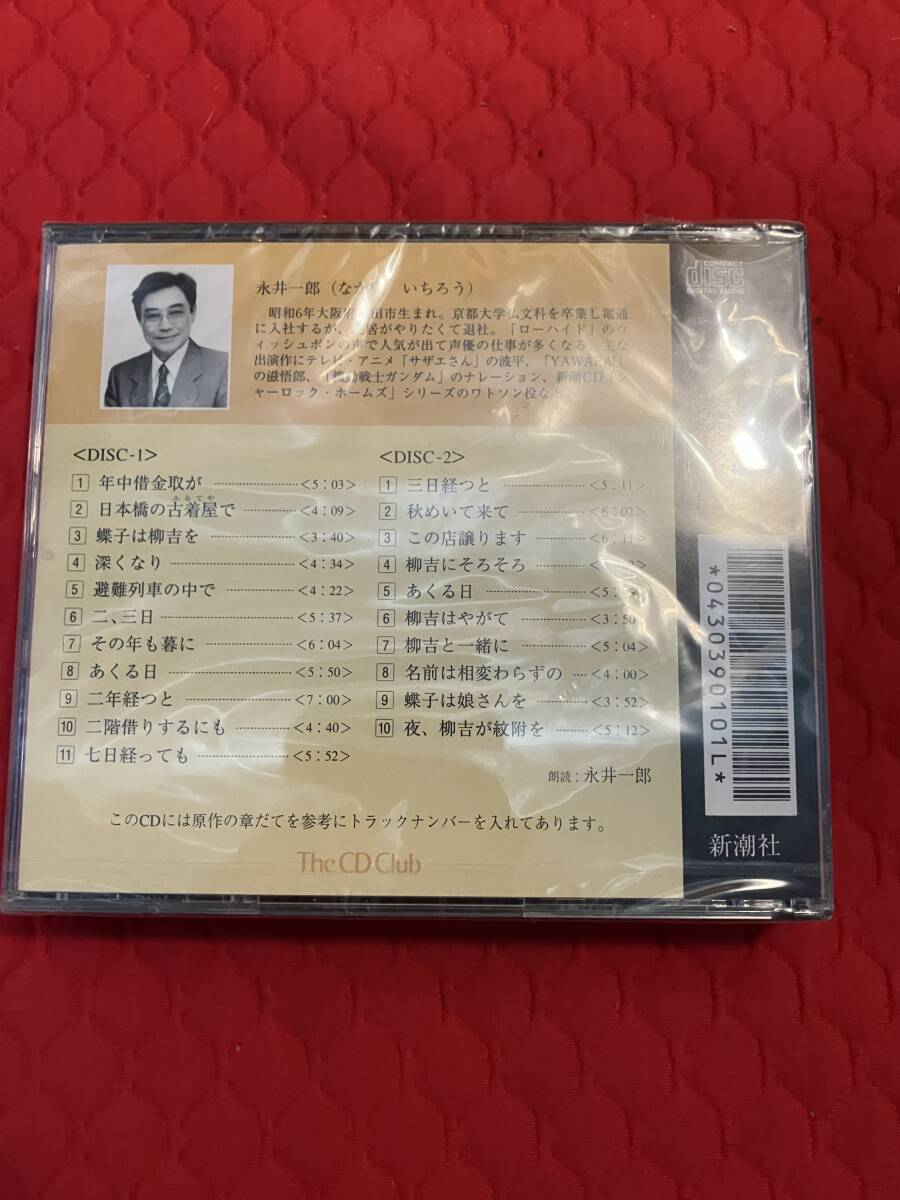 永井一郎（なが いちろう）
昭和6年大阪府 田市生まれ。京都大学仏文科を卒業し電通
に入社するが、 居がやりたくて退社。「ローハイド」のウ
ィッシュボンの声で人気が出て声優の仕事が多くなる。主な
出演作にテレビ・アニメ「サザエさん」の波平、「YAWARA!」
の滋悟郎、「機動戦士ガンダム」のナレーション、新潮CD「シ
ャーロック・ホームズ」シリーズのワトソン役など。
<DISC-1>
1 年中借金取が <5:03>
2 日本橋の古着屋で <4:09>
ふるてや
3 蝶子は柳吉を <3:40>
4 深くなり <4:34>
5 避難列車の中で <4:22>
6 二、三日 <5:37>
7 その年も暮に <6:04>
8 あくる日 <5:50>
9 二年経つと <7:00>
10 二階借りするにも <4:40>
11 七日経っても <5:52>
<DISC-2>
1 三日経つと <5:11>
2 秋めいて来て <6:02>
3 この店譲ります <6:11>
4 柳吉にそろそろ
5 あくる日
6 柳吉はやがて <3:50
7 柳吉と一緒に <5:04>
8 名前は相変わらずの <4:00>
9 蝶子は娘さんを <3:52>
10 夜、柳吉が紋附を <5:12>
朗読：永井一郎
このCDには原作の章だてを参考にトラックナンバーを入れてあります。
The CD Club
COMPACT
disc
DIGITAL AUDIO
*0430390101L*
新潮社